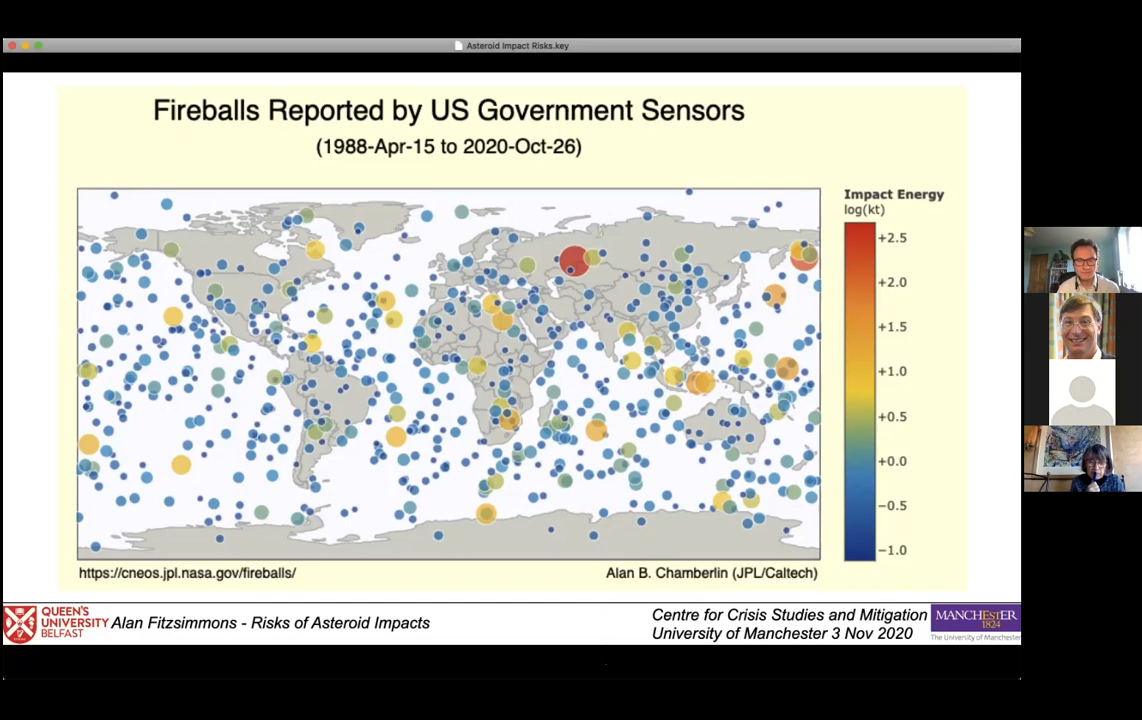 Asteroid Impact Risks.key
Fireballs Reported by US Government Sensors
(1988-Apr-15 to 2020-Oct-26)
Impact Energy
log(kt)
+2.5
+2.0
+1.5
+1.0
+0.5
+0.0
−0.5
−1.0
https://cneos.jpl.nasa.gov/fireballs/
Alan B. Chamberlin (JPL/Caltech)
QUEEN'S
UNIVERSITY
BELFAST
Alan Fitzsimmons - Risks of Asteroid Impacts
Centre for Crisis Studies and Mitigation
University of Manchester 3 Nov 2020
MANCHESTER
1824
The University of Manchester